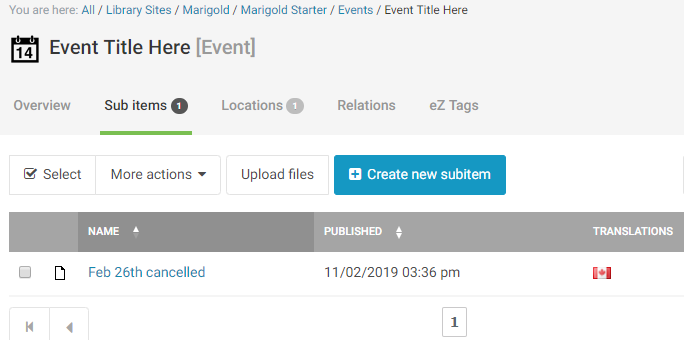 You are here: All / Library Sites / Marigold / Marigold Starter / Events / Event Title Here
14 Event Title Here [Event]
Overview Sub items 1 Locations 1 Relations eZ Tags
Select More actions Upload files Create new subitem
NAME PUBLISHED TRANSLATIONS
Feb 26th cancelled 11/02/2019 03:36 pm
1